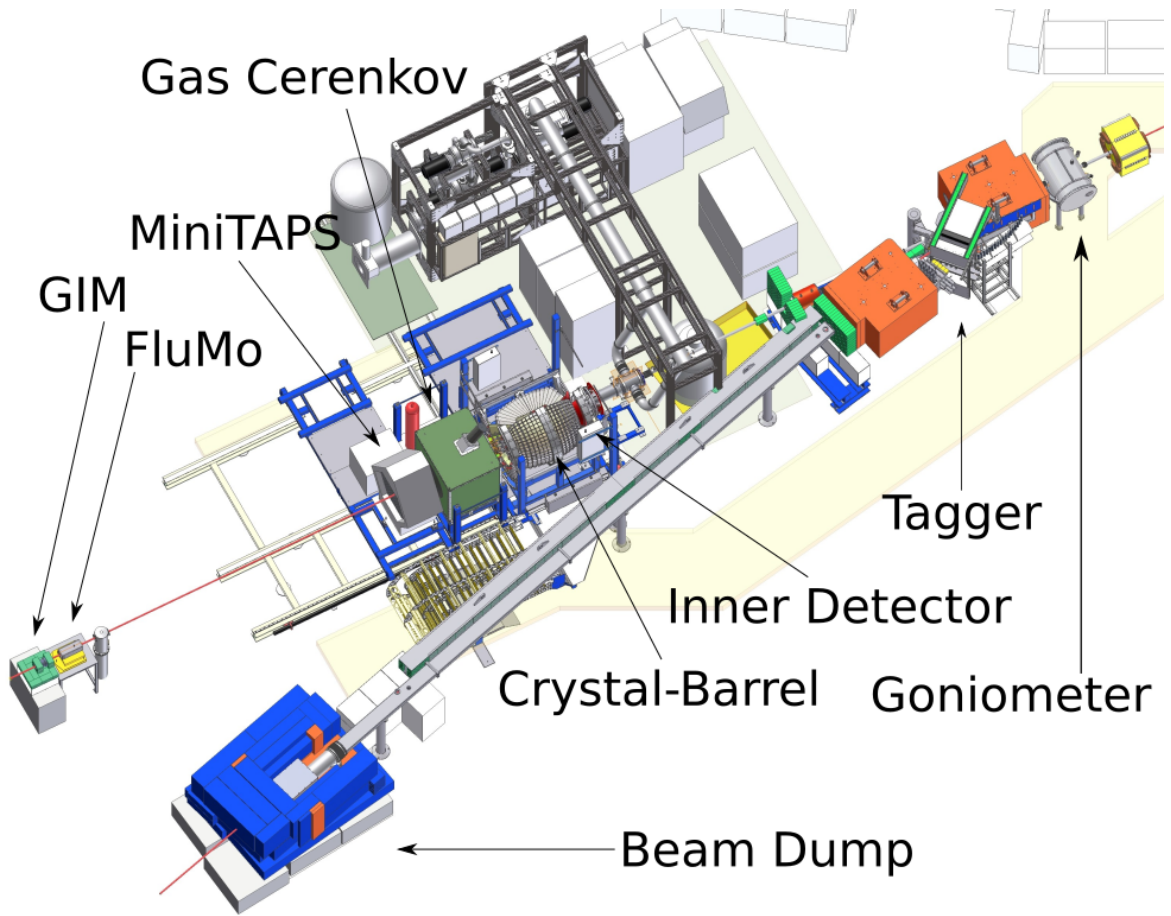 Gas Cerenkov
MiniTAPS
GIM
FluMo
Tagger
Inner Detector
Crystal-Barrel
Goniometer
Beam Dump